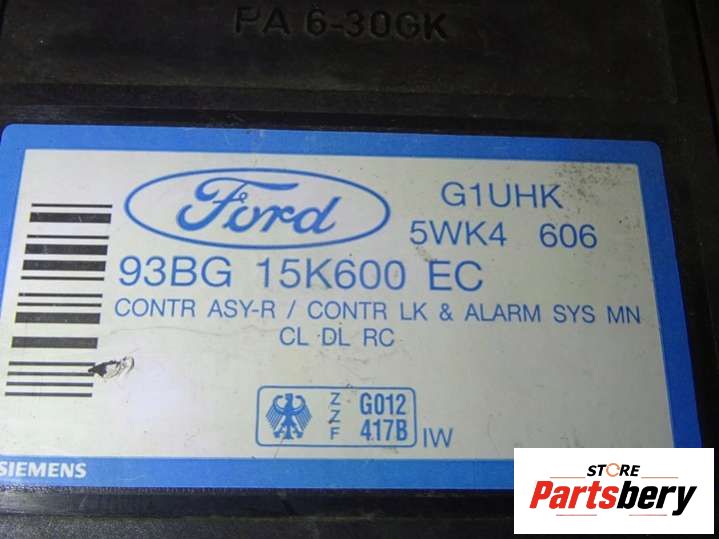 PA 6-30GK
Ford
G1UHK
5WK4 606
93BG 15K600 EC
CONTR ASY-R / CONTR LK & ALARM SYS MN
CL DL RC
ZZF
G012
417B
IW
SIEMENS
STORE
Partsbery